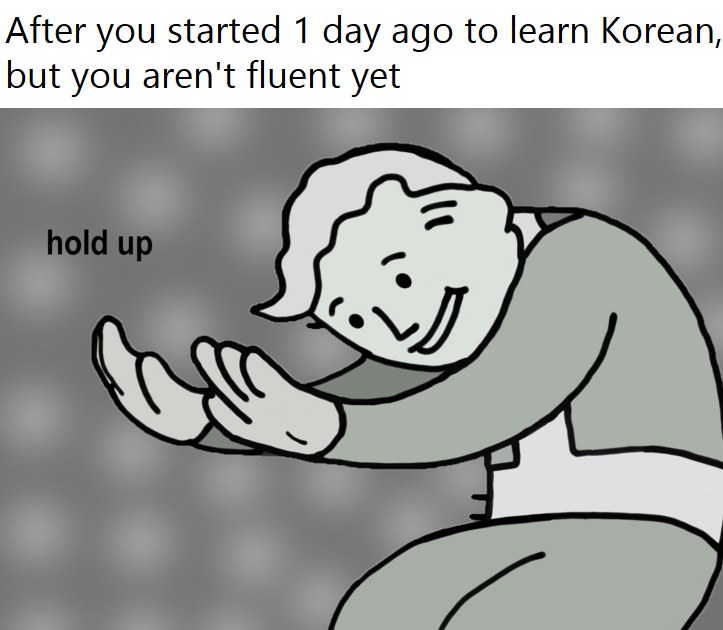 After you started 1 day ago to learn Korean,
but you aren't fluent yet
hold up